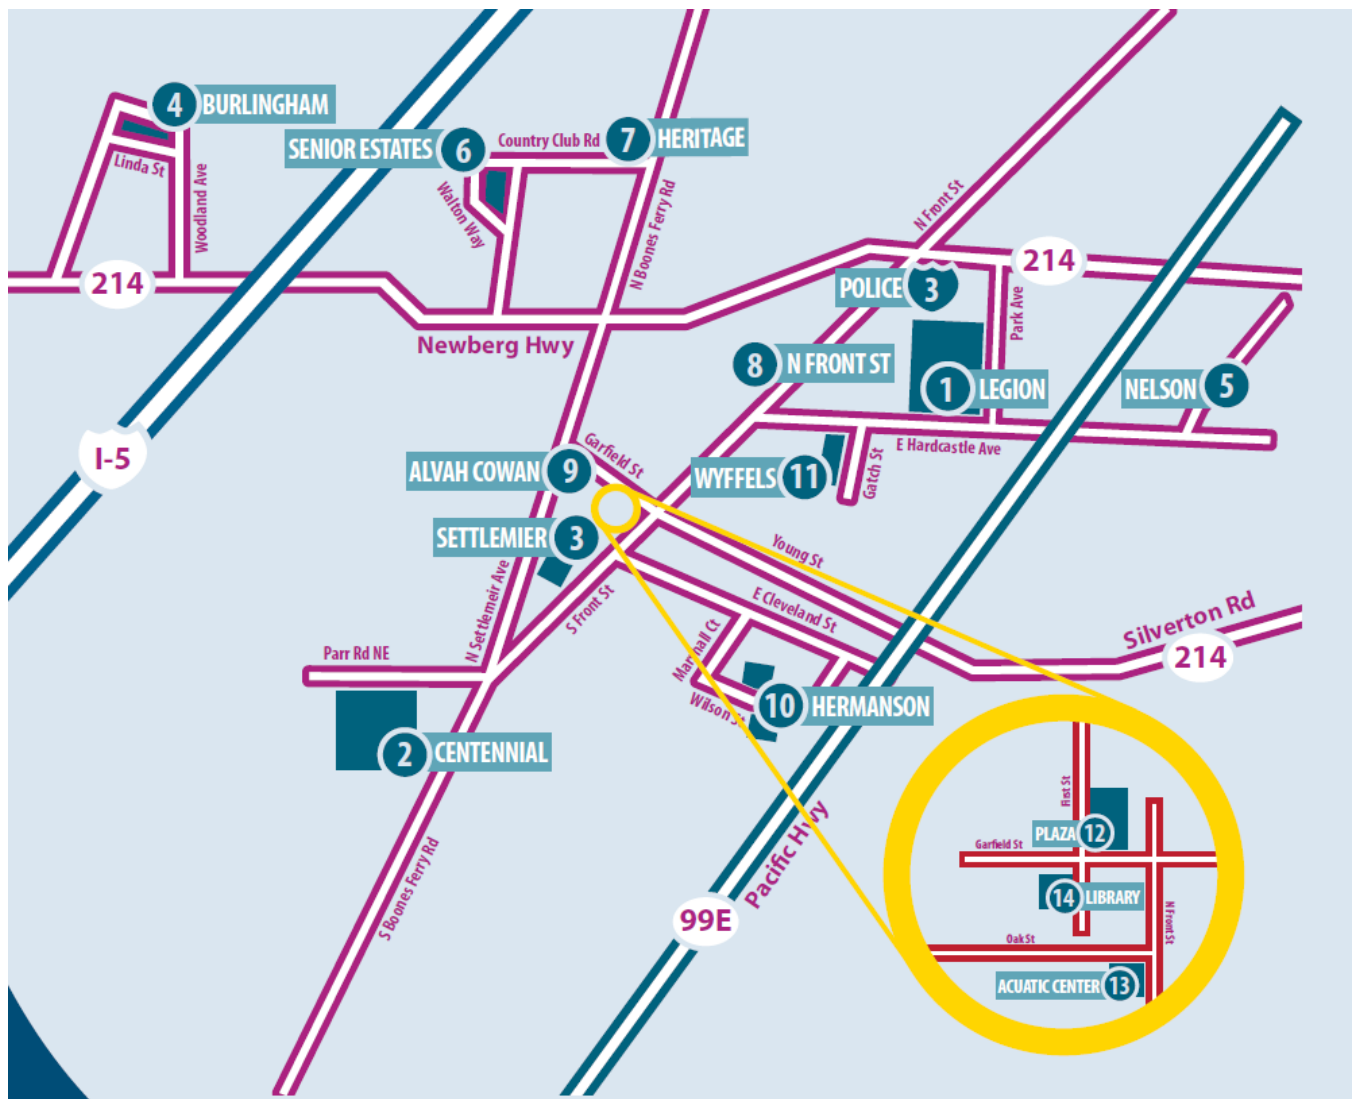 4 BURLINGHAM
SENIOR ESTATES 6
Country Club Rd
7 HERITAGE
Linda St
Woodland Ave
Walton Way
N Boones Ferry Rd
N Front St
214
214
POLICE 3
Park Ave
Newberg Hwy
8 N FRONT ST
1 LEGION
NELSON 5
I-5
Garfield St
E Hardcastle Ave
ALVAH COWAN 9
WYFFELS 11
Gatch St
SETTLEMIER 3
Young St
N Settlemeir Ave
S Front St
E Cleveland St
Silverton Rd
214
Parr Rd NE
Marshall Ct
Wilson St
10 HERMANSON
2 CENTENNIAL
S Boones Ferry Rd
Pacific Hwy
99E
First St
PLAZA 12
Garfield St
14 LIBRARY
N Front St
Oak St
ACUATIC CENTER 13